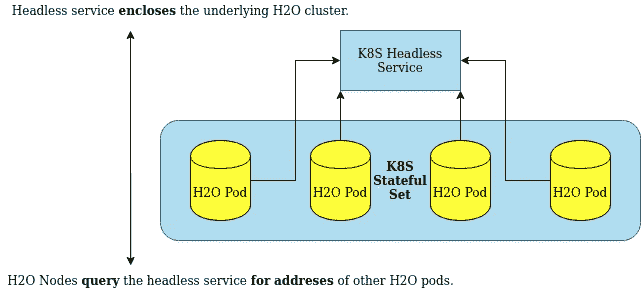 Headless service encloses the underlying H2O cluster.
K8S Headless
Service
H2O Pod
H2O Pod
K8S
Stateful
Set
H2O Pod
H2O Pod
H2O Nodes query the headless service for addreses of other H2O pods.